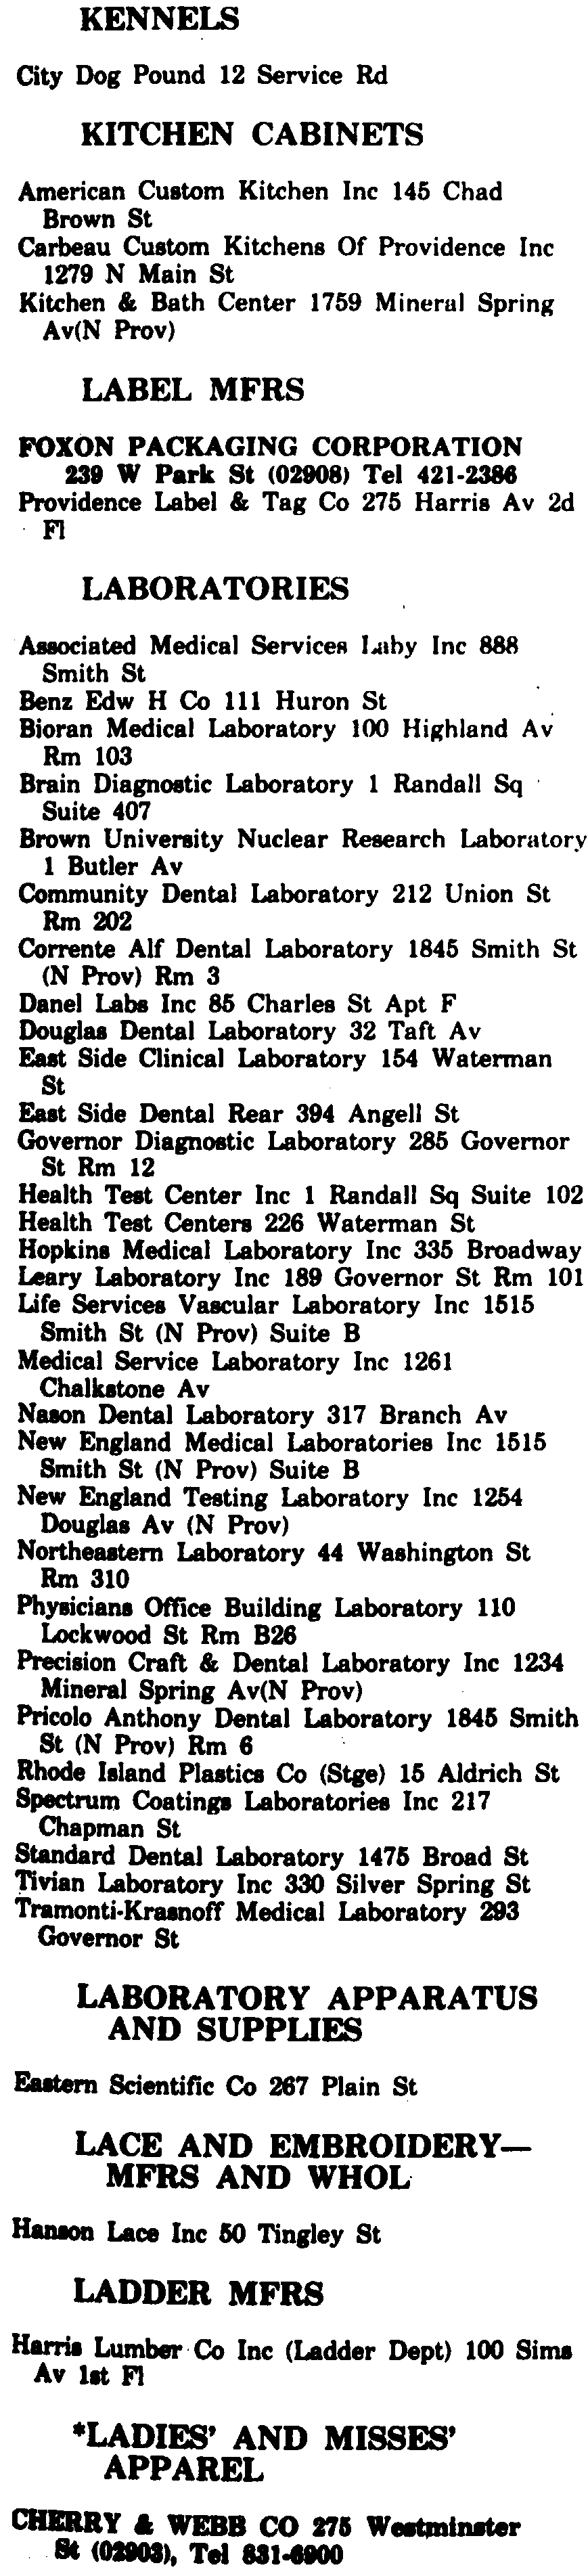 KENNELS
City Dog Pound 12 Service Rd
KITCHEN CABINETS
American Custom Kitchen Inc 145 Chad
Brown St
Carbeau Custom Kitchens Of Providence Inc
1279 N Main St
Kitchen & Bath Center 1759 Mineral Spring
Av(N Prov)
LABEL MFRS
FOXON PACKAGING CORPORATION
239 W Park St (02908) Tel 421-2386
Providence Label & Tag Co 275 Harris Av 2d
Fl
LABORATORIES
Associated Medical Services Laby Inc 888
Smith St
Benz Edw H Co 111 Huron St
Bioran Medical Laboratory 100 Highland Av
Rm 103
Brain Diagnostic Laboratory 1 Randall Sq
Suite 407
Brown University Nuclear Research Laboratory
1 Butler Av
Community Dental Laboratory 212 Union St
Rm 202
Corrente Alf Dental Laboratory 1845 Smith St
(N Prov) Rm 3
Danel Labs Inc 85 Charles St Apt F
Douglas Dental Laboratory 32 Taft Av
East Side Clinical Laboratory 154 Waterman
St
East Side Dental Rear 394 Angell St
Governor Diagnostic Laboratory 285 Governor
St Rm 12
Health Test Center Inc 1 Randall Sq Suite 102
Health Test Centers 226 Waterman St
Hopkins Medical Laboratory Inc 335 Broadway
Leary Laboratory Inc 189 Governor St Rm 101
Life Services Vascular Laboratory Inc 1515
Smith St (N Prov) Suite B
Medical Service Laboratory Inc 1261
Chalkstone Av
Nason Dental Laboratory 317 Branch Av
New England Medical Laboratories Inc 1515
Smith St (N Prov) Suite B
New England Testing Laboratory Inc 1254
Douglas Av (N Prov)
Northeastern Laboratory 44 Washington St
Rm 310
Physicians Office Building Laboratory 110
Lockwood St Rm B26
Precision Craft & Dental Laboratory Inc 1234
Mineral Spring Av(N Prov)
Pricolo Anthony Dental Laboratory 1845 Smith
St (N Prov) Rm 6
Rhode Island Plastics Co (Stge) 15 Aldrich St
Spectrum Coatings Laboratories Inc 217
Chapman St
Standard Dental Laboratory 1475 Broad St
Tivian Laboratory Inc 330 Silver Spring St
Tramonti-Krasnoff Medical Laboratory 293
Governor St
LABORATORY APPARATUS
AND SUPPLIES
Eastern Scientific Co 267 Plain St
LACE AND EMBROIDERY—
MFRS AND WHOL
Hanson Lace Inc 50 Tingley St
LADDER MFRS
Harris Lumber Co Inc (Ladder Dept) 100 Sims
Av 1st Fl
*LADIES' AND MISSES'
APPAREL
CHERRY & WEBB CO 275 Westminster
St (02903), Tel 831-6900